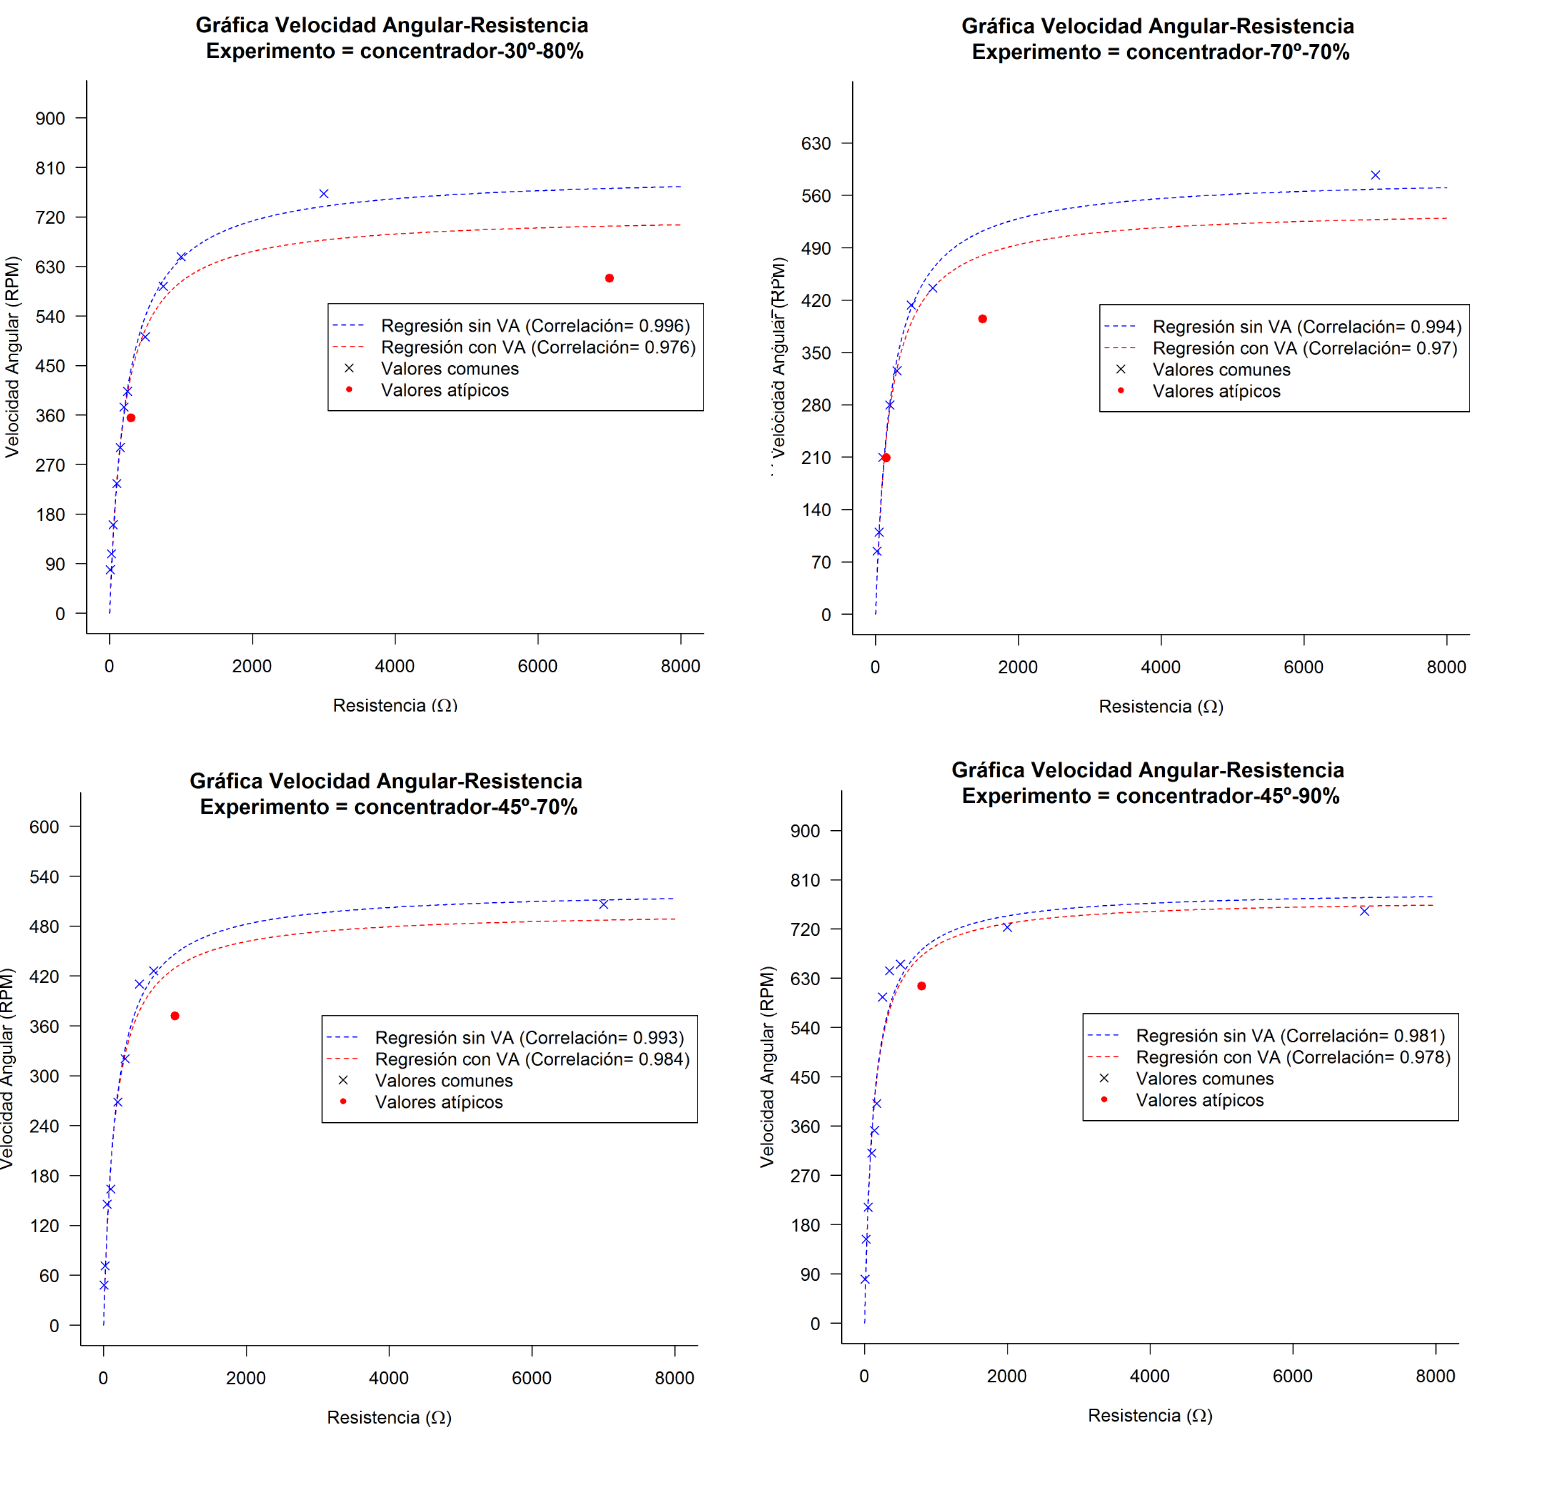 Gráfica Velocidad Angular-Resistencia
Experimento = concentrador-30º-80%
900
810
720
630
540
450
360
270
180
90
0
Velocidad Angular (RPM)
Regresión sin VA (Correlación= 0.996)
Regresión con VA (Correlación= 0.976)
Valores comunes
Valores atípicos
0 2000 4000 6000 8000
Resistencia (Ω)
Gráfica Velocidad Angular-Resistencia
Experimento = concentrador-70º-70%
630
560
490
420
350
280
210
140
70
0
Velocidad Angular (RPM)
Regresión sin VA (Correlación= 0.994)
Regresión con VA (Correlación= 0.97)
Valores comunes
Valores atípicos
0 2000 4000 6000 8000
Resistencia (Ω)
Gráfica Velocidad Angular-Resistencia
Experimento = concentrador-45º-70%
600
540
480
420
360
300
240
180
120
60
0
Velocidad Angular (RPM)
Regresión sin VA (Correlación= 0.993)
Regresión con VA (Correlación= 0.984)
Valores comunes
Valores atípicos
0 2000 4000 6000 8000
Resistencia (Ω)
Gráfica Velocidad Angular-Resistencia
Experimento = concentrador-45º-90%
900
810
720
630
540
450
360
270
180
90
0
Velocidad Angular (RPM)
Regresión sin VA (Correlación= 0.981)
Regresión con VA (Correlación= 0.978)
Valores comunes
Valores atípicos
0 2000 4000 6000 8000
Resistencia (Ω)